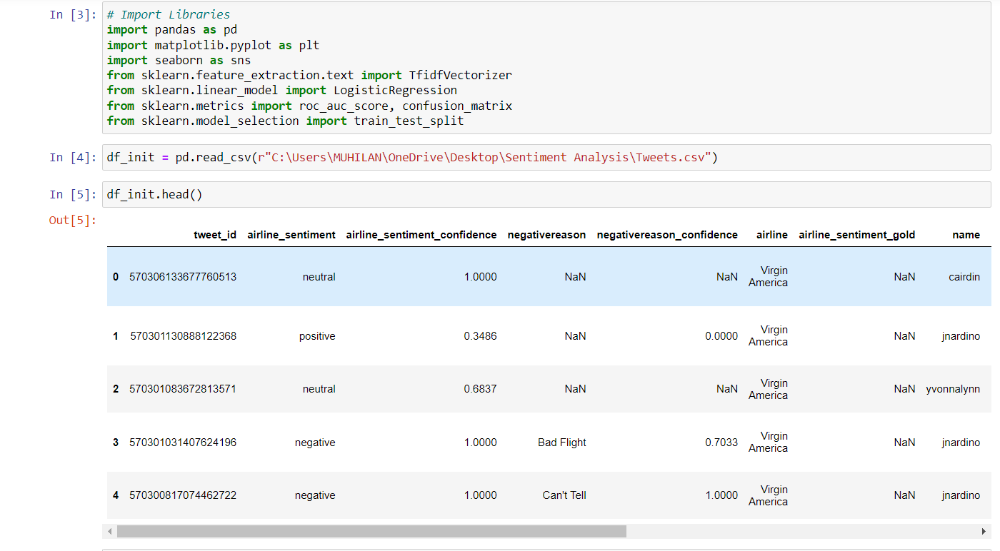 In [3]: # Import Libraries
import pandas as pd
import matplotlib.pyplot as plt
import seaborn as sns
from sklearn.feature_extraction.text import TfidfVectorizer
from sklearn.linear_model import LogisticRegression
from sklearn.metrics import roc_auc_score, confusion_matrix
from sklearn.model_selection import train_test_split
In [4]: df_init = pd.read_csv(r"C:\Users\MUHILAN\OneDrive\Desktop\Sentiment Analysis\Tweets.csv")
In [5]: df_init.head()
Out[5]:
tweet_id airline_sentiment airline_sentiment_confidence negativereason negativereason_confidence airline airline_sentiment_gold name
0 570306133677760513 neutral 1.0000 NaN NaN Virgin America NaN cairdin
1 570301130888122368 positive 0.3486 NaN 0.0000 Virgin America NaN jnardino
2 570301083672813571 neutral 0.6837 NaN NaN Virgin America NaN yvonnalynn
3 570301031407624196 negative 1.0000 Bad Flight 0.7033 Virgin America NaN jnardino
4 570300817074462722 negative 1.0000 Can't Tell 1.0000 Virgin America NaN jnardino